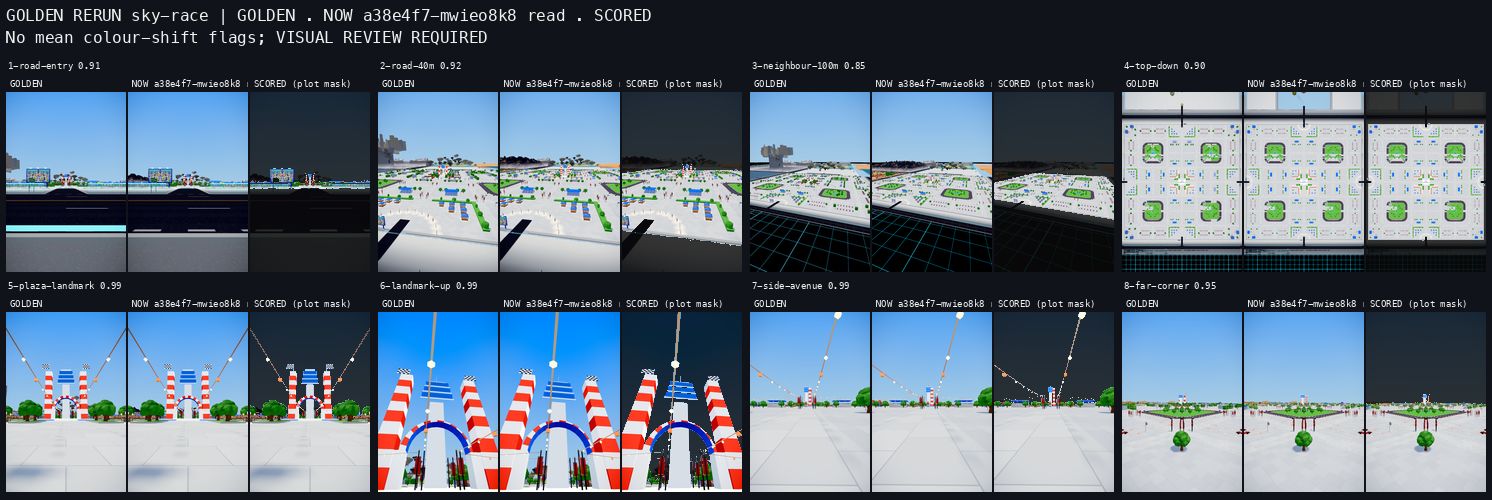 GOLDEN RERUN sky-race | GOLDEN . NOW a38e4f7-mwieo8k8 read . SCORED
No mean colour-shift flags; VISUAL REVIEW REQUIRED
1-road-entry 0.91
GOLDEN NOW a38e4f7-mwieo8k8 SCORED (plot mask)
2-road-40m 0.92
GOLDEN NOW a38e4f7-mwieo8k8 SCORED (plot mask)
3-neighbour-100m 0.85
GOLDEN NOW a38e4f7-mwieo8k8 SCORED (plot mask)
4-top-down 0.90
GOLDEN NOW a38e4f7-mwieo8k8 SCORED (plot mask)
5-plaza-landmark 0.99
GOLDEN NOW a38e4f7-mwieo8k8 SCORED (plot mask)
6-landmark-up 0.99
GOLDEN NOW a38e4f7-mwieo8k8 SCORED (plot mask)
7-side-avenue 0.99
GOLDEN NOW a38e4f7-mwieo8k8 SCORED (plot mask)
8-far-corner 0.95
GOLDEN NOW a38e4f7-mwieo8k8 SCORED (plot mask)